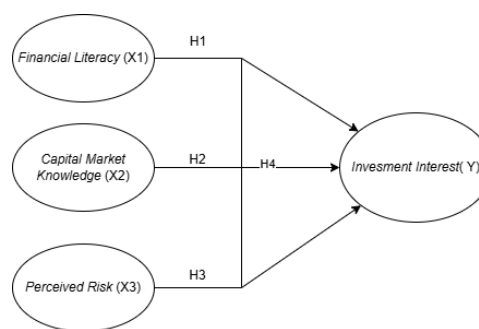 H1
Financial Literacy (X1)
Capital Market
Knowledge (X2)
H2
H4
Invesment Interest( Y)
H3
Perceived Risk (X3)